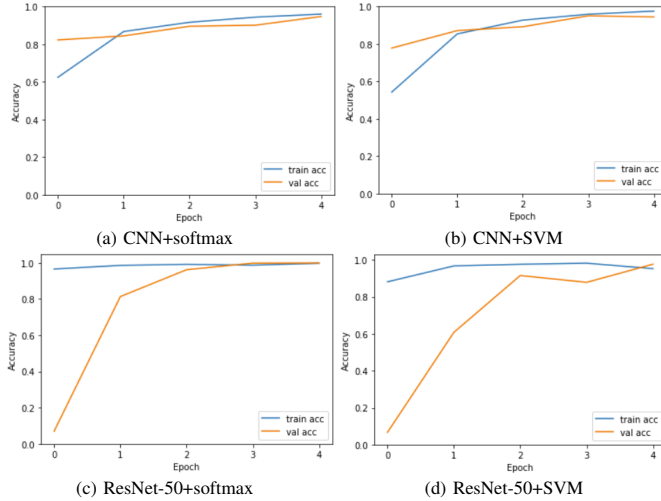 1.0
0.8
0.6
0.4
0.2
0.0
Accuracy
train acc
val acc
0 1 2 3 4
Epoch
(a) CNN+softmax
1.0
0.8
0.6
0.4
0.2
0.0
Accuracy
train acc
val acc
0 1 2 3 4
Epoch
(b) CNN+SVM
1.0
0.8
0.6
0.4
0.2
0.0
Accuracy
train acc
val acc
0 1 2 3 4
Epoch
(c) ResNet-50+softmax
1.0
0.8
0.6
0.4
0.2
0.0
Accuracy
train acc
val acc
0 1 2 3 4
Epoch
(d) ResNet-50+SVM